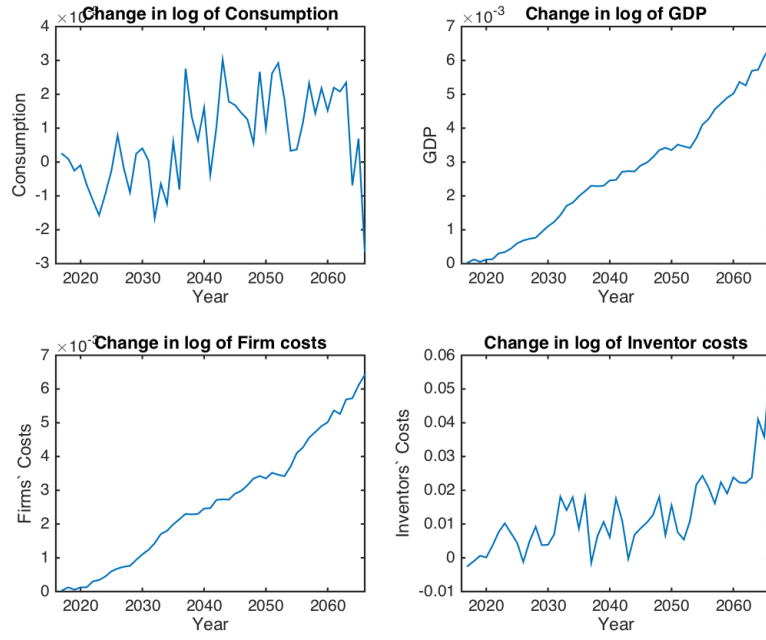 Change in log of Consumption
Change in log of GDP
4
3
2
1
0
-1
-2
-3
Consumption
2020 2030 2040 2050 2060
Year
7
×10⁻³
6
5
4
3
2
1
0
GDP
2020 2030 2040 2050 2060
Year
Change in log of Firm costs
Change in log of Inventor costs
7
6
5
4
3
2
1
0
Firms` Costs
2020 2030 2040 2050 2060
Year
0.06
0.05
0.04
0.03
0.02
0.01
0
-0.01
Inventors` Costs
2020 2030 2040 2050 2060
Year